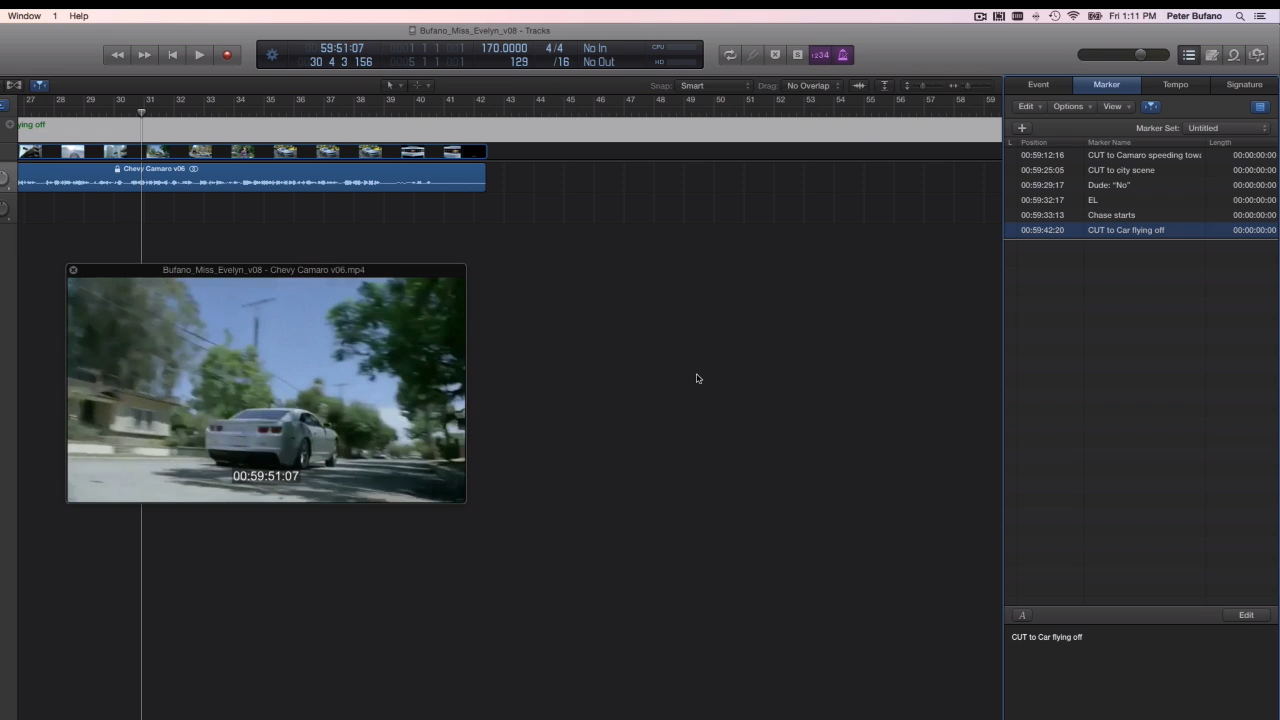 Window 1 Help Fri 1:11 PM Peter Bufano
Bufano_Miss_Evelyn_v08 - Tracks
59:51:07 170.0000 4/4 No In CPU
30 4 3 156 129 /16 No Out HD
1234
Snap: Smart Drag: No Overlap
Event Marker Tempo Signature
27 28 29 30 31 32 33 34 35 36 37 38 39 40 41 42 43 44 45 46 47 48 49 50 51 52 53 54 55 56 57 58 59
Edit Options View
ying off
Marker Set: Untitled
L Position Marker Name Length
00:59:12:16 CUT to Camaro speeding towa 00:00:00:00
00:59:25:05 CUT to city scene 00:00:00:00
00:59:29:17 Dude: “No” 00:00:00:00
00:59:32:17 EL 00:00:00:00
00:59:33:13 Chase starts 00:00:00:00
00:59:42:20 CUT to Car flying off 00:00:00:00
Chevy Camaro v06
Bufano_Miss_Evelyn_v08 - Chevy Camaro v06.mp4
00:59:51:07
A Edit
CUT to Car flying off